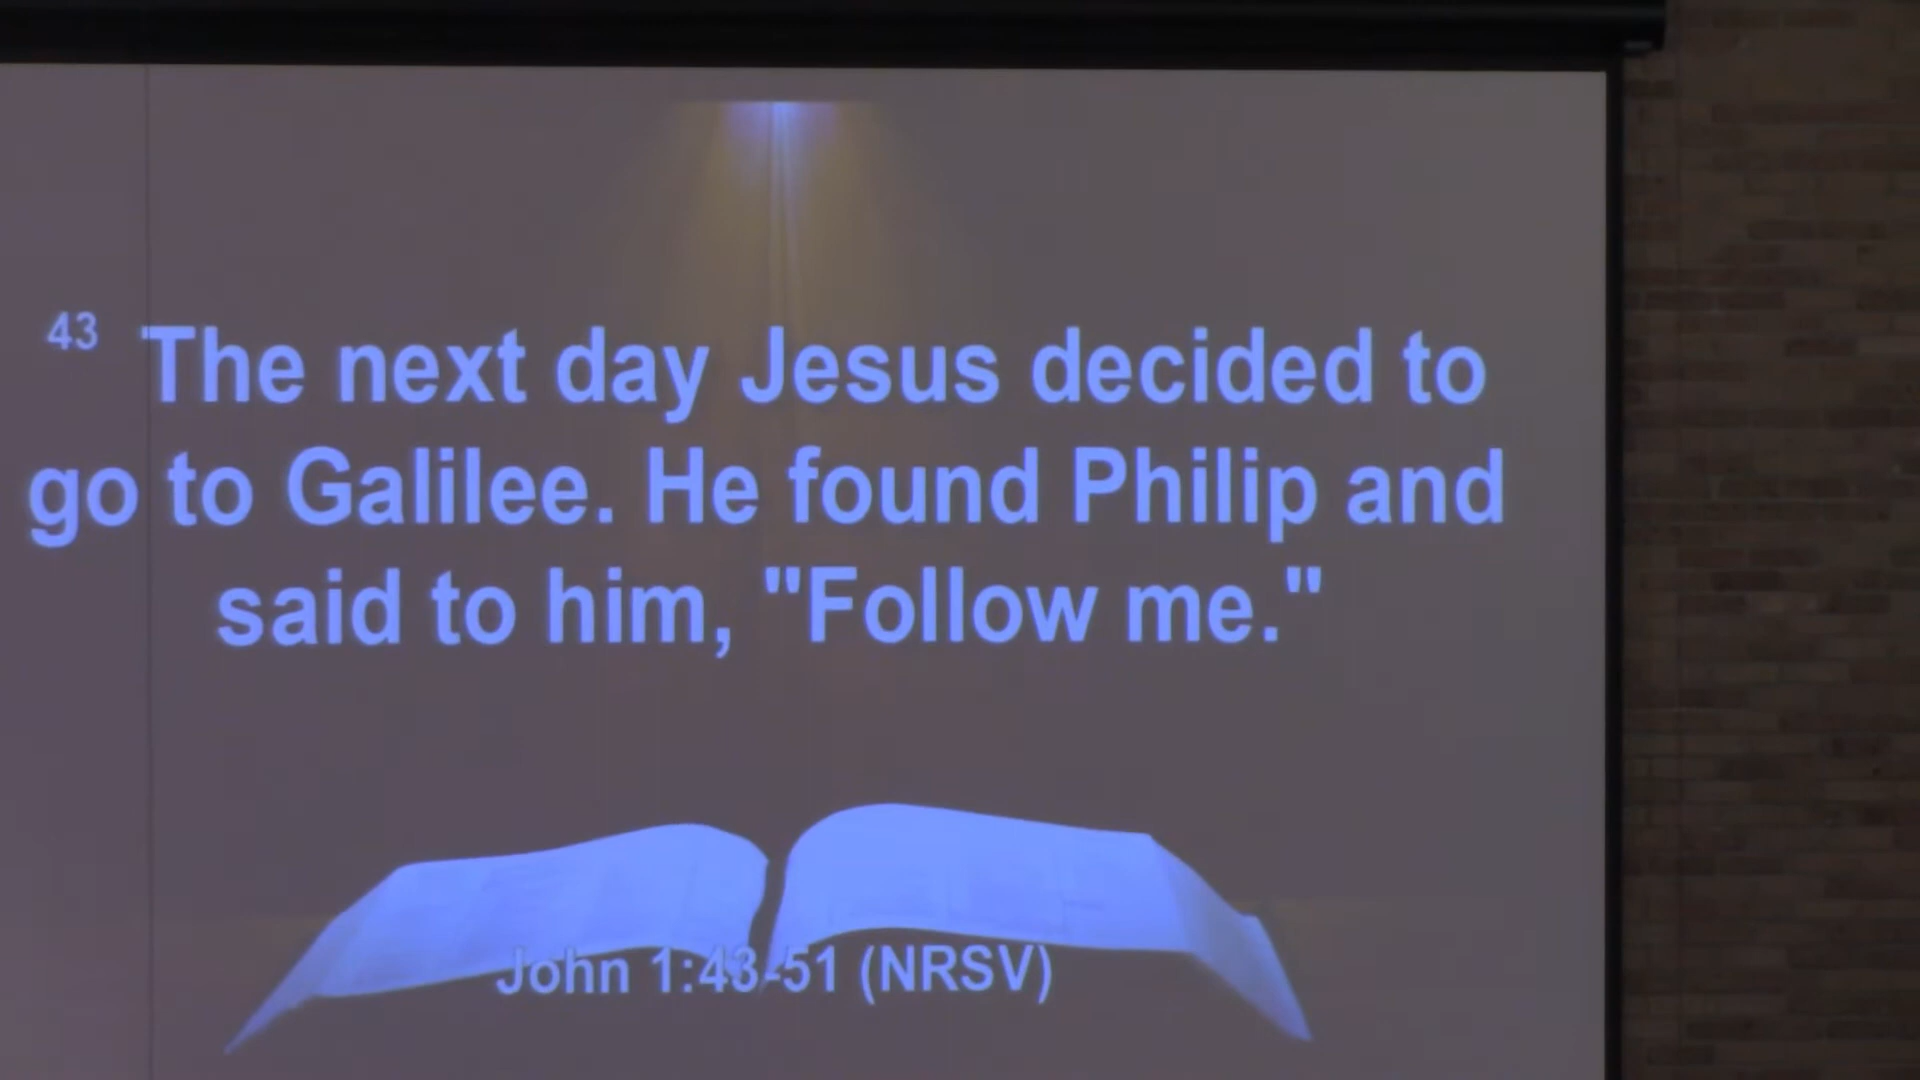 43 The next day Jesus decided to
go to Galilee. He found Philip and
said to him, "Follow me."
John 1:43-51 (NRSV)